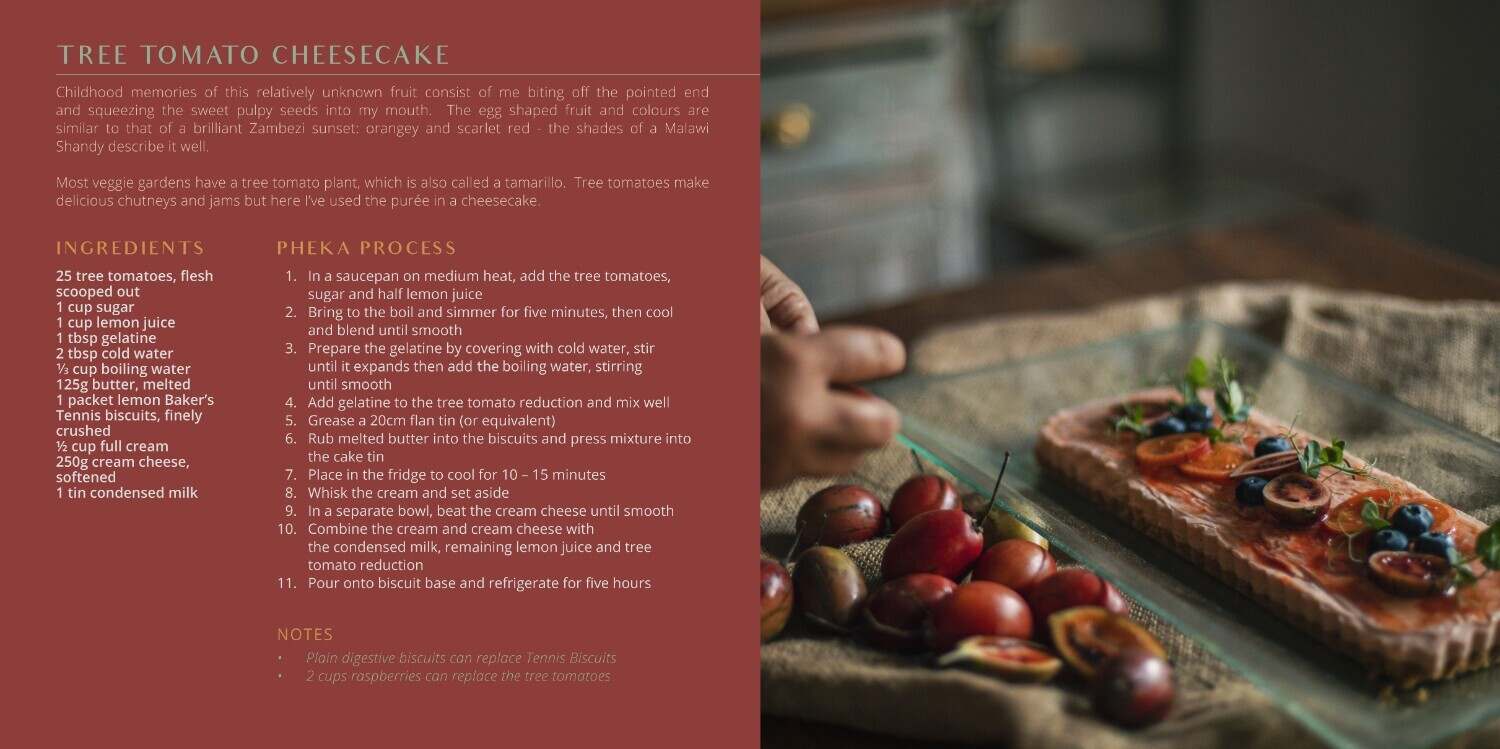 TREE TOMATO CHEESECAKE
Childhood memories of this relatively unknown fruit consist of me biting off the pointed end
and squeezing the sweet pulpy seeds into my mouth. The egg shaped fruit and colours are
similar to that of a brilliant Zambezi sunset: orangey and scarlet red - the shades of a Malawi
Shandy describe it well.
Most veggie gardens have a tree tomato plant, which is also called a tamarillo. Tree tomatoes make
delicious chutneys and jams but here I've used the purée in a cheesecake.
INGREDIENTS
25 tree tomatoes, flesh
scooped out
1 cup sugar
1 cup lemon juice
1 tbsp gelatine
2 tbsp cold water
⅓ cup boiling water
125g butter, melted
1 packet lemon Baker's
Tennis biscuits, finely
crushed
½ cup full cream
250g cream cheese,
softened
1 tin condensed milk
PHEKA PROCESS
1. In a saucepan on medium heat, add the tree tomatoes,
sugar and half lemon juice
2. Bring to the boil and simmer for five minutes, then cool
and blend until smooth
3. Prepare the gelatine by covering with cold water, stir
until it expands then add the boiling water, stirring
until smooth
4. Add gelatine to the tree tomato reduction and mix well
5. Grease a 20cm flan tin (or equivalent)
6. Rub melted butter into the biscuits and press mixture into
the cake tin
7. Place in the fridge to cool for 10 – 15 minutes
8. Whisk the cream and set aside
9. In a separate bowl, beat the cream cheese until smooth
10. Combine the cream and cream cheese with
the condensed milk, remaining lemon juice and tree
tomato reduction
11. Pour onto biscuit base and refrigerate for five hours
NOTES
• Plain digestive biscuits can replace Tennis Biscuits
• 2 cups raspberries can replace the tree tomatoes